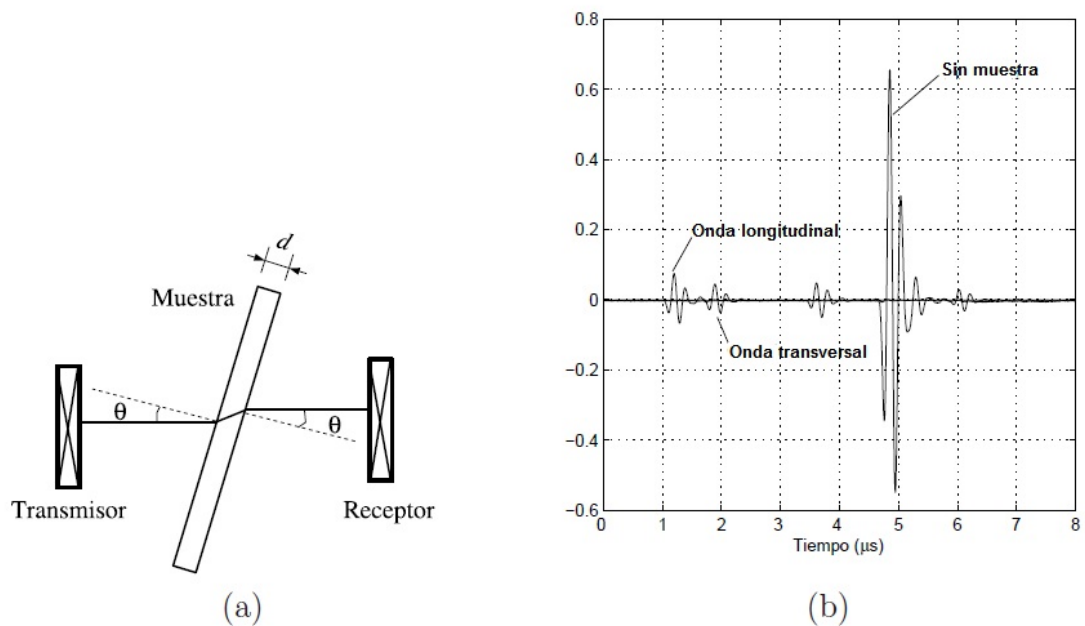 d
Muestra
θ
θ
Transmisor
Receptor
(a)
0.8
0.6
0.4
0.2
0
−0.2
−0.4
−0.6
Sin muestra
Onda longitudinal
Onda transversal
0 1 2 3 4 5 6 7 8
Tiempo (μs)
(b)